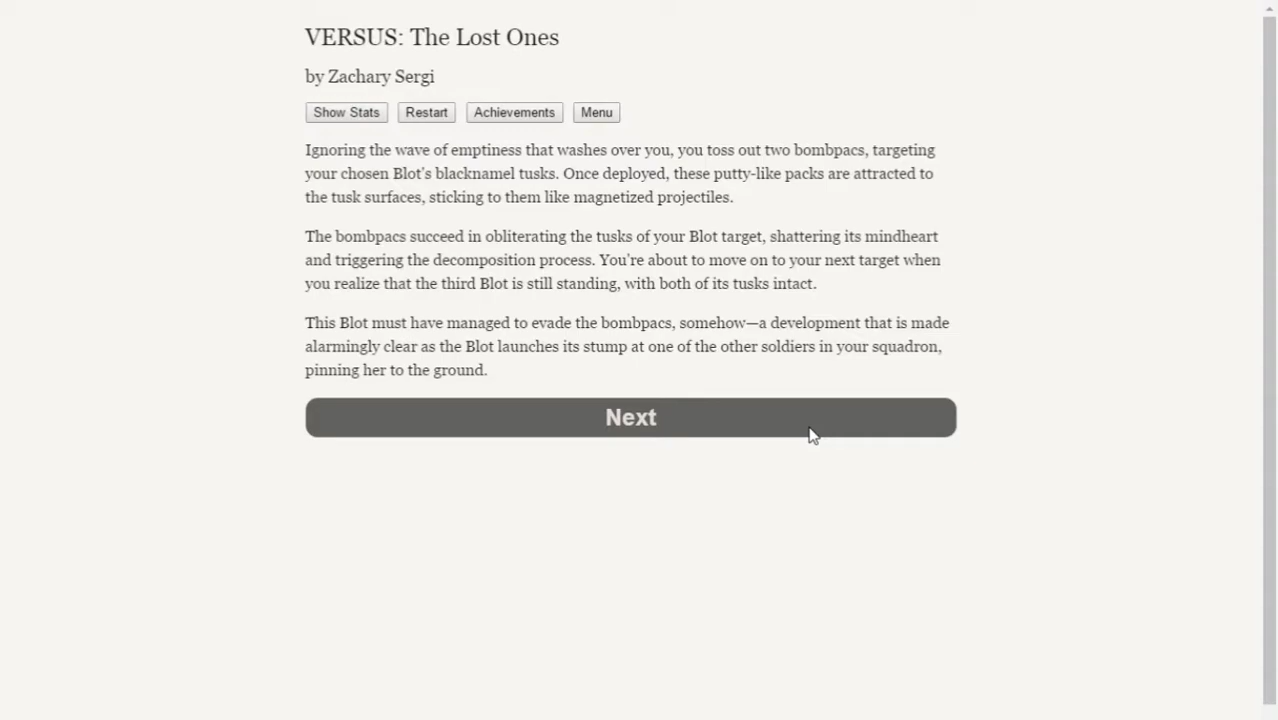 VERSUS: The Lost Ones
by Zachary Sergi
Show Stats Restart Achievements Menu
Ignoring the wave of emptiness that washes over you, you toss out two bombpacs, targeting
your chosen Blot's blacknamel tusks. Once deployed, these putty-like packs are attracted to
the tusk surfaces, sticking to them like magnetized projectiles.
The bombpacs succeed in obliterating the tusks of your Blot target, shattering its mindheart
and triggering the decomposition process. You're about to move on to your next target when
you realize that the third Blot is still standing, with both of its tusks intact.
This Blot must have managed to evade the bombpacs, somehow—a development that is made
alarmingly clear as the Blot launches its stump at one of the other soldiers in your squadron,
pinning her to the ground.
Next